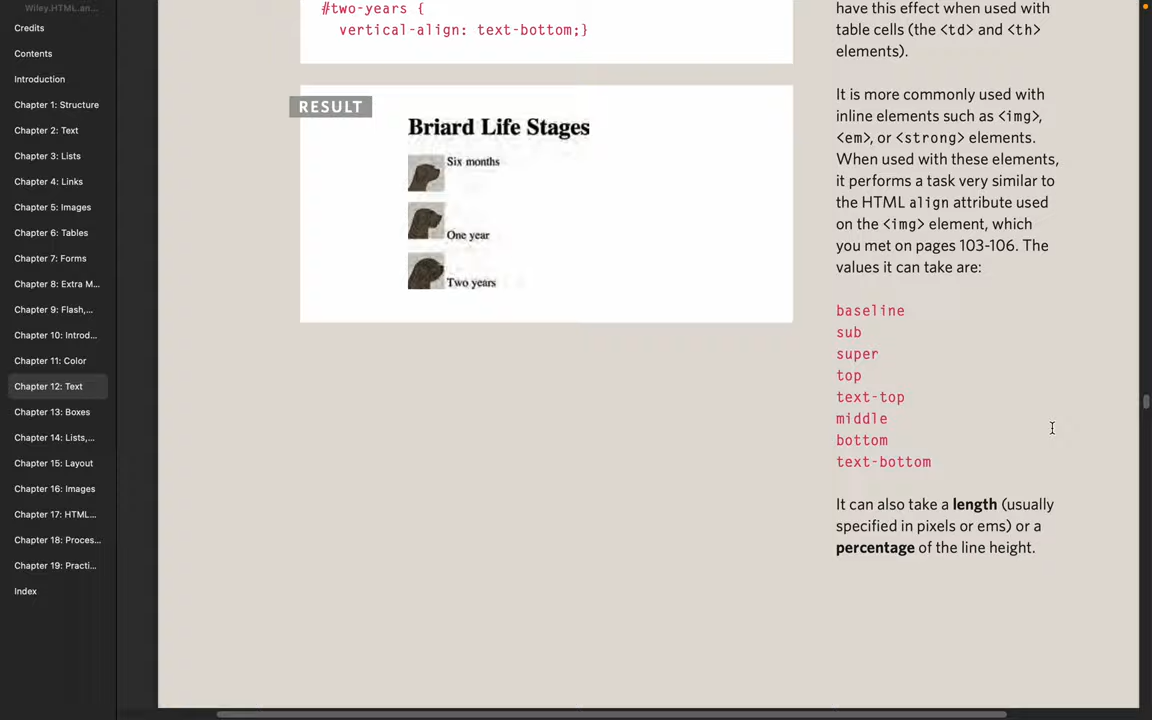 Wiley.HTML.an...
Credits
Contents
Introduction
Chapter 1: Structure
Chapter 2: Text
Chapter 3: Lists
Chapter 4: Links
Chapter 5: Images
Chapter 6: Tables
Chapter 7: Forms
Chapter 8: Extra M...
Chapter 9: Flash,...
Chapter 10: Introd...
Chapter 11: Color
Chapter 12: Text
Chapter 13: Boxes
Chapter 14: Lists,...
Chapter 15: Layout
Chapter 16: Images
Chapter 17: HTML...
Chapter 18: Proces...
Chapter 19: Practi...
Index
#two-years {
vertical-align: text-bottom;}
RESULT
Briard Life Stages
Six months
One year
Two years
have this effect when used with
table cells (the <td> and <th>
elements).
It is more commonly used with
inline elements such as <img>,
<em>, or <strong> elements.
When used with these elements,
it performs a task very similar to
the HTML align attribute used
on the <img> element, which
you met on pages 103-106. The
values it can take are:
baseline
sub
super
top
text-top
middle
bottom
text-bottom
It can also take a length (usually
specified in pixels or ems) or a
percentage of the line height.